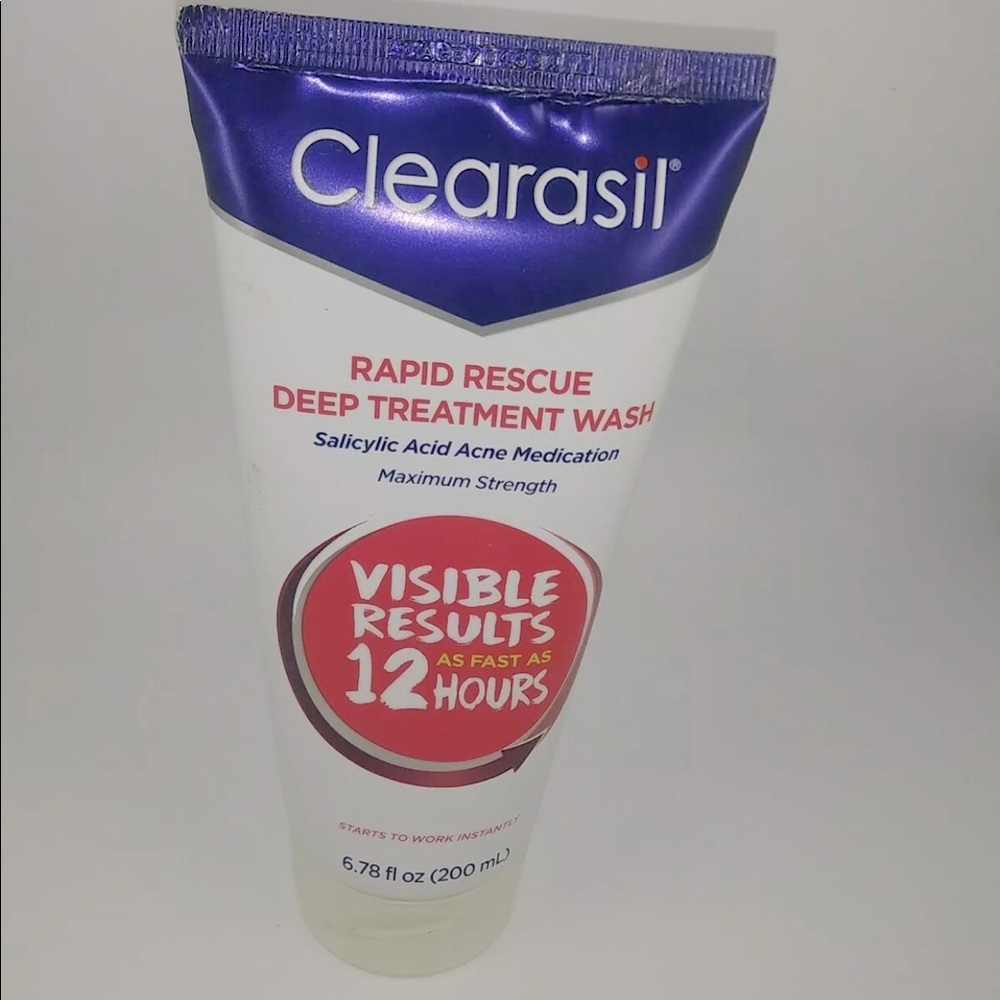 Clearasil®
RAPID RESCUE
DEEP TREATMENT WASH
Salicylic Acid Acne Medication
Maximum Strength
VISIBLE
RESULTS
12 AS FAST AS
HOURS
STARTS TO WORK INSTANTLY
6.78 fl oz (200 mL)